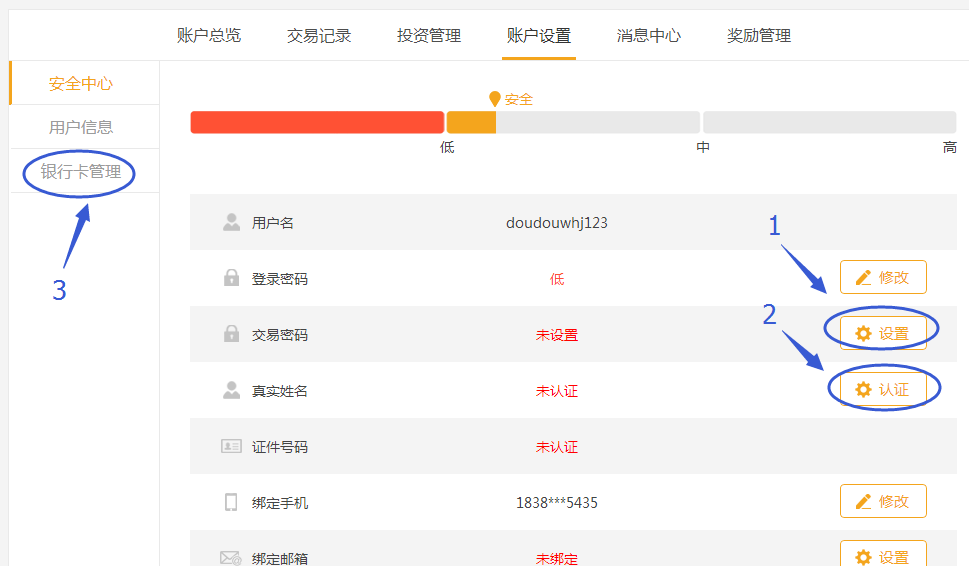 账户总览 交易记录 投资管理 账户设置 消息中心 奖励管理
安全中心
用户信息
银行卡管理
3
安全
低 中 高
用户名 doudouwhj123
1
登录密码 低 修改
2
交易密码 未设置 设置
真实姓名 未认证 认证
证件号码 未认证
绑定手机 1838***5435 修改
绑定邮箱 未绑定 设置